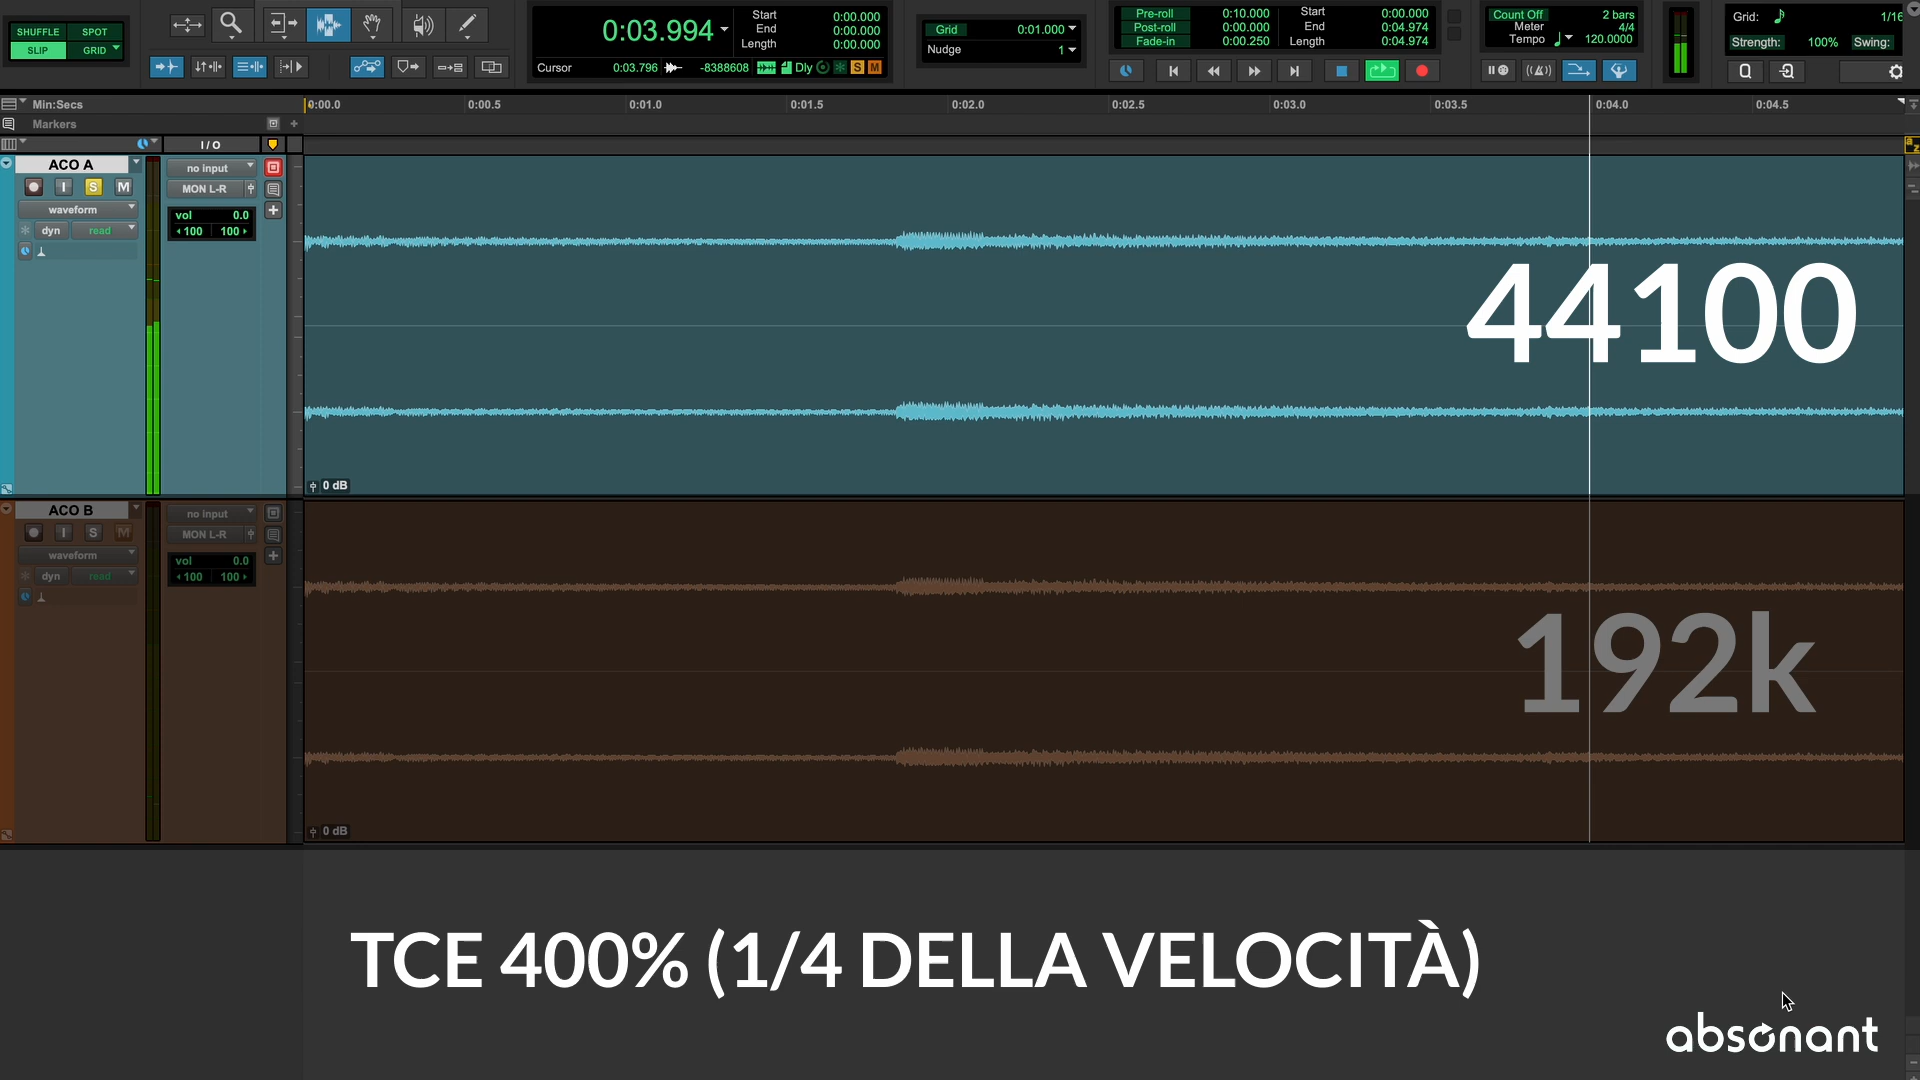 SHUFFLE SPOT
SLIP GRID
0:03.994
Start 0:00.000
End 0:00.000
Length 0:00.000
Cursor 0:03.796 -8388608 Dly S M
Grid 0:01.000
Nudge 1
Pre-roll 0:10.000
Post-roll 0:00.000
Fade-in 0:00.250
Start 0:00.000
End 0:04.974
Length 0:04.974
Count Off 2 bars
Meter 4/4
Tempo 120.0000
Grid: 1/16
Strength: 100% Swing:
Min:Secs 0:00.0 0:00.5 0:01.0 0:01.5 0:02.0 0:02.5 0:03.0 0:03.5 0:04.0 0:04.5
Markers
I / O
ACO A
I S M
waveform
dyn read
no input
MON L-R
vol 0.0
100 100
0 dB
44100
ACO B
I S M
waveform
dyn read
no input
MON L-R
vol 0.0
100 100
0 dB
192k
TCE 400% (1/4 DELLA VELOCITÀ)
absonant